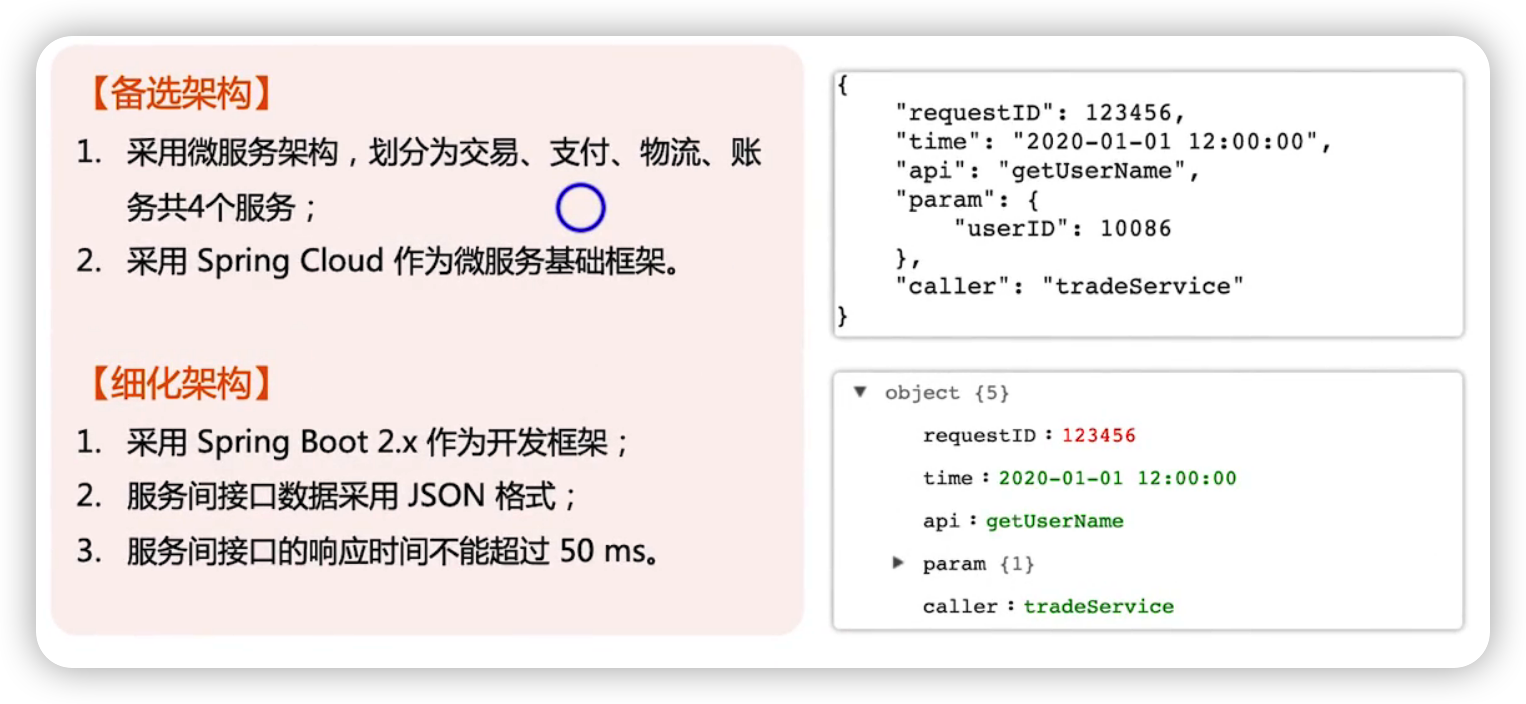 【备选架构】
1. 采用微服务架构，划分为交易、支付、物流、账
务共4个服务；
2. 采用 Spring Cloud 作为微服务基础框架。
【细化架构】
1. 采用 Spring Boot 2.x 作为开发框架；
2. 服务间接口数据采用 JSON 格式；
3. 服务间接口的响应时间不能超过 50 ms。
{
"requestID": 123456,
"time": "2020-01-01 12:00:00",
"api": "getUserName",
"param": {
"userID": 10086
},
"caller": "tradeService"
}
▼ object {5}
requestID : 123456
time : 2020-01-01 12:00:00
api : getUserName
▶ param {1}
caller : tradeService